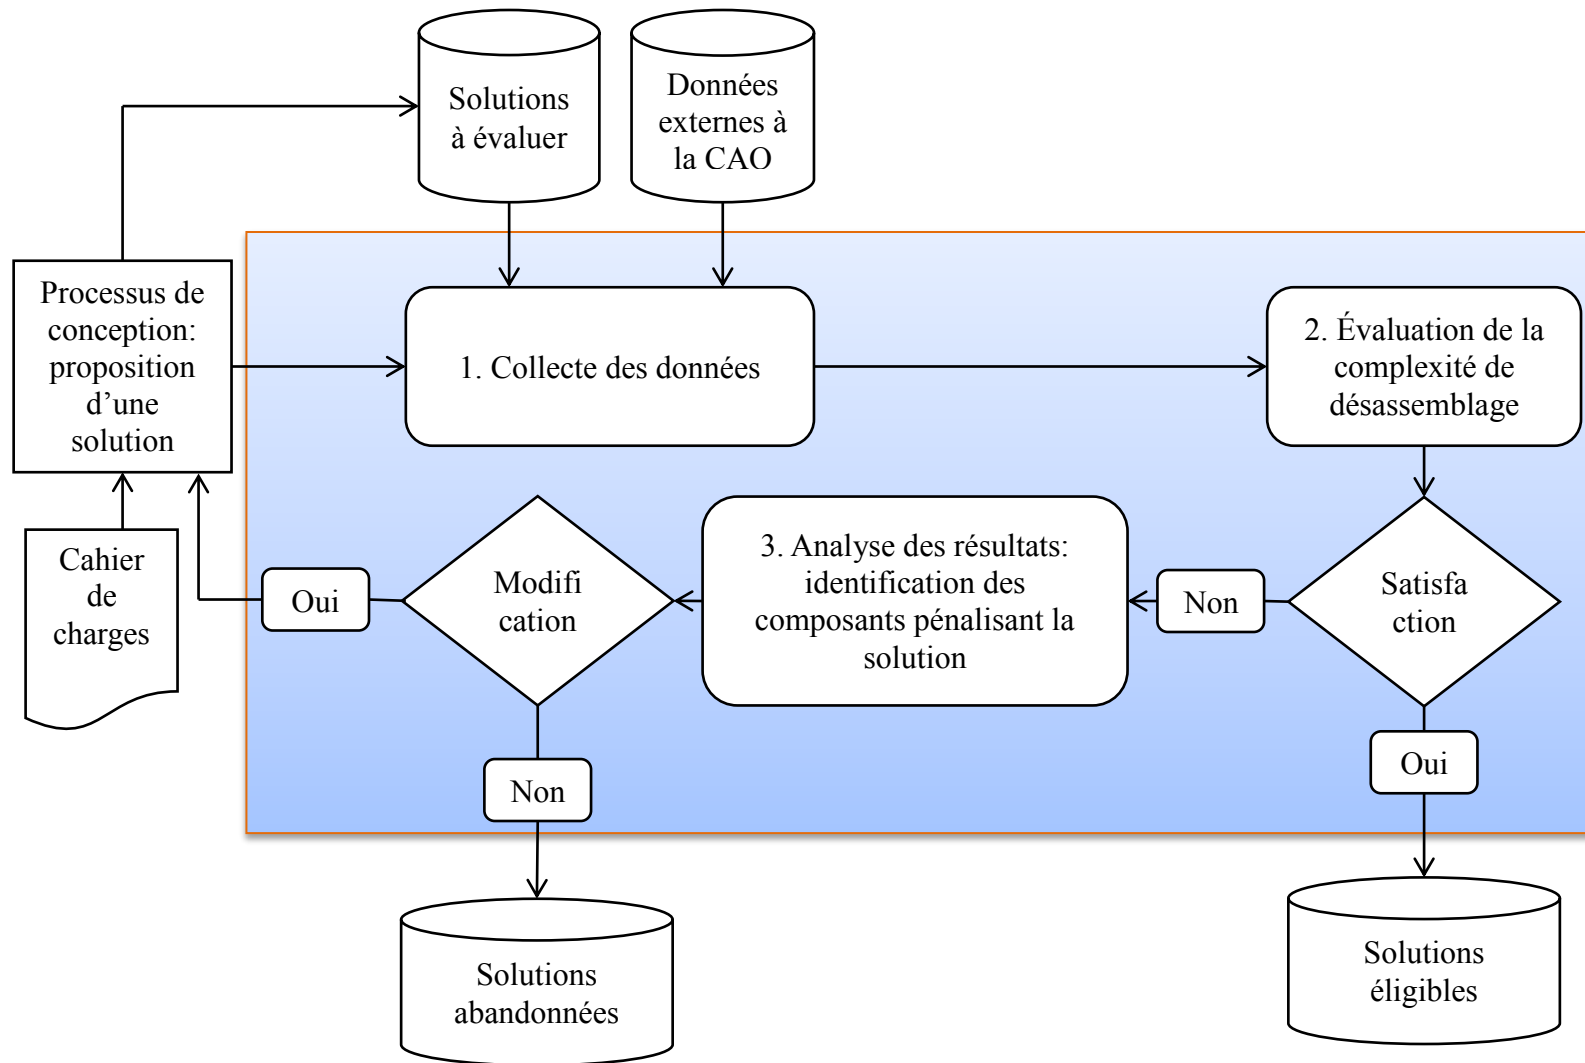 Solutions
à évaluer
Données
externes à
la CAO
Processus de
conception:
proposition
d’une
solution
1. Collecte des données
2. Évaluation de la
complexité de
désassemblage
Cahier
de
charges
Oui
Modifi
cation
3. Analyse des résultats:
identification des
composants pénalisant la
solution
Non
Satisfa
ction
Non
Oui
Solutions
abandonnées
Solutions
éligibles